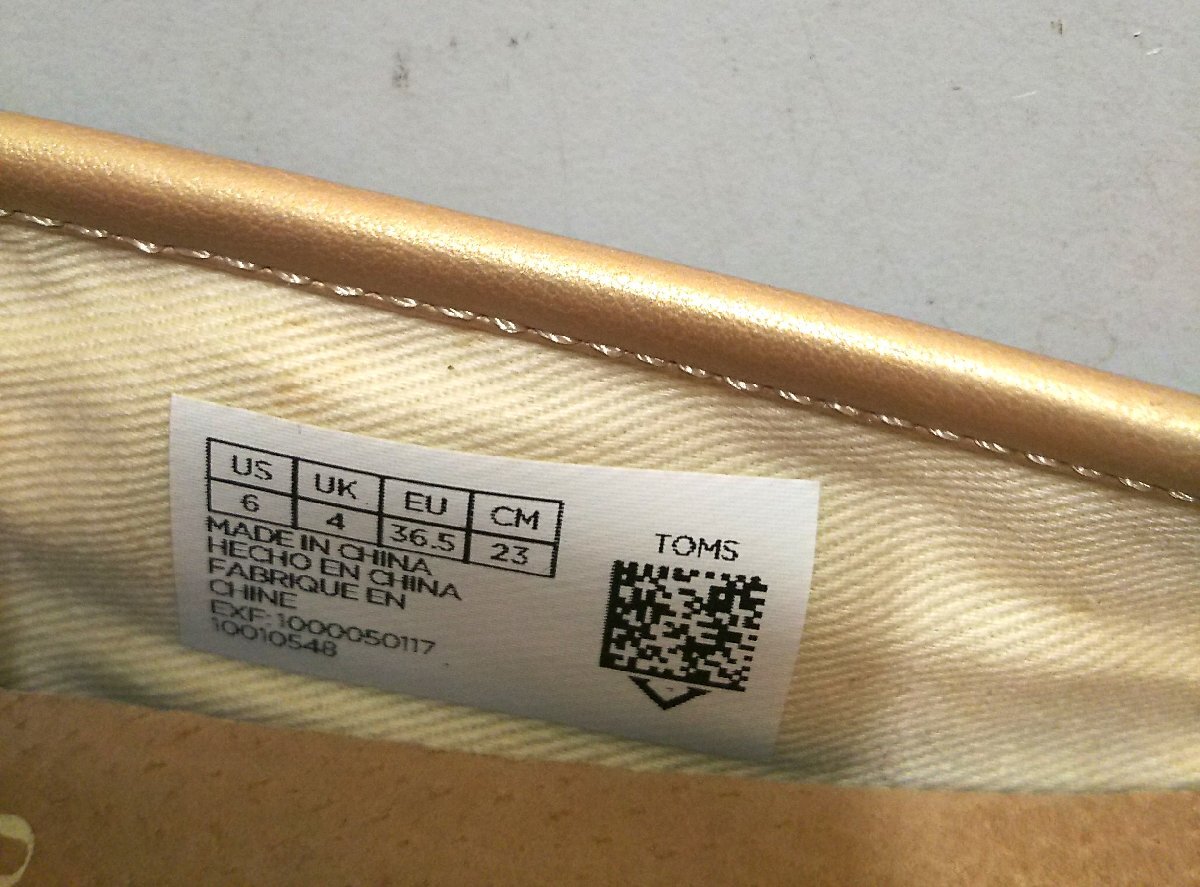 US UK EU CM
6 4 36.5 23
MADE IN CHINA
HECHO EN CHINA
FABRIQUE EN
CHINE
EXF: 1000050117
10010548
TOMS